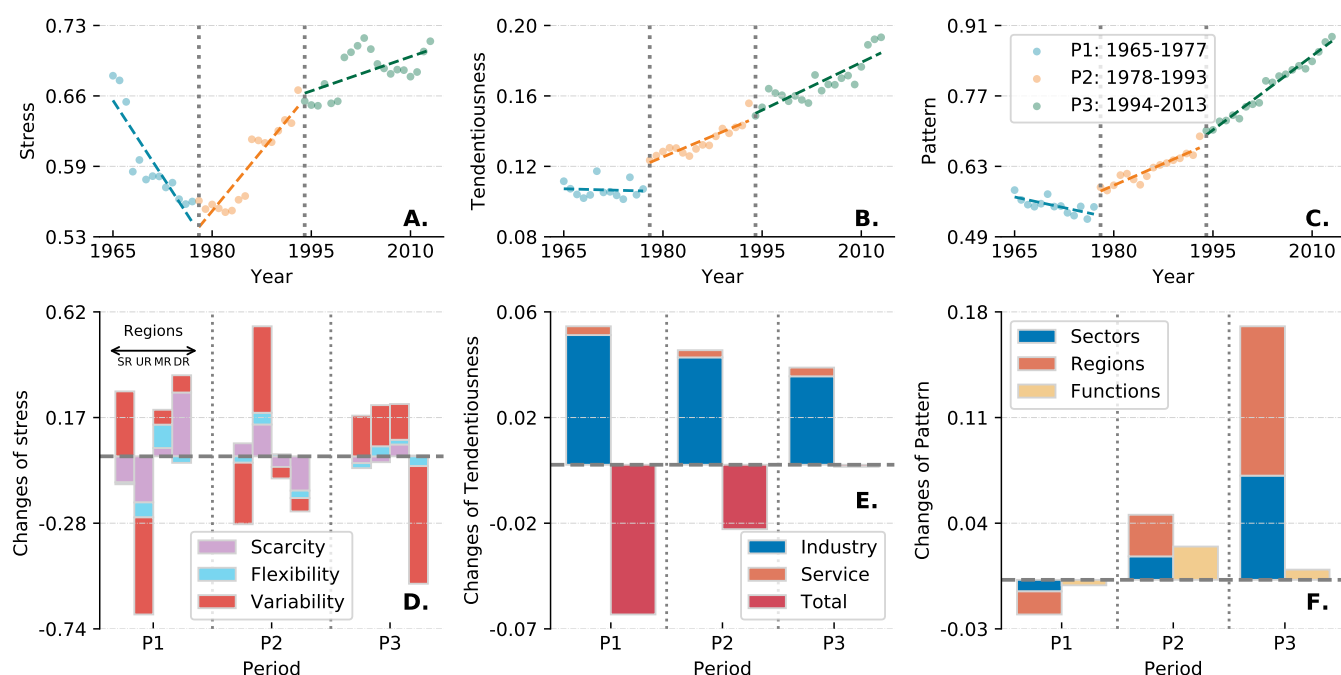 0.73
0.66
0.59
0.53
Stress
1965 1980 1995 2010
Year
A.
0.20
0.16
0.12
0.08
Tendentiousness
1965 1980 1995 2010
Year
B.
0.91
0.77
0.63
0.49
Pattern
P1: 1965-1977
P2: 1978-1993
P3: 1994-2013
1965 1980 1995 2010
Year
C.
0.62
0.17
-0.28
-0.74
Changes of stress
Regions
SR UR MR DR
Scarcity
Flexibility
Variability
D.
P1 P2 P3
Period
0.06
0.02
-0.02
-0.07
Changes of Tendentiousness
E.
Industry
Service
Total
P1 P2 P3
Period
0.18
0.11
0.04
-0.03
Changes of Pattern
Sectors
Regions
Functions
F.
P1 P2 P3
Period